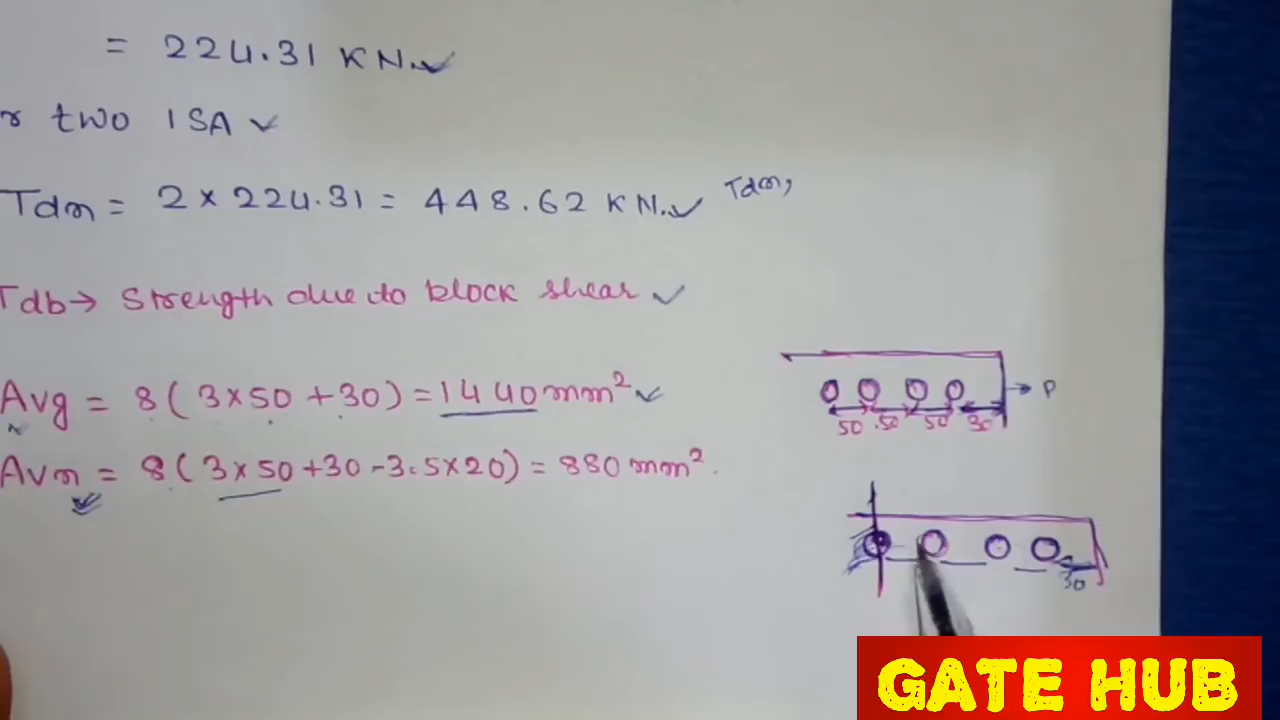 = 224.31 KN.
r two ISA
Tdn = 2 × 224.31 = 448.62 KN. Tdn,
Tdb → Strength due to block shear
Avg = 8 ( 3×50 +30) = 1440 mm²
Avn = 8 ( 3×50 +30 -3.5×20) = 880 mm².
P
50 50 50 30
30
GATE HUB